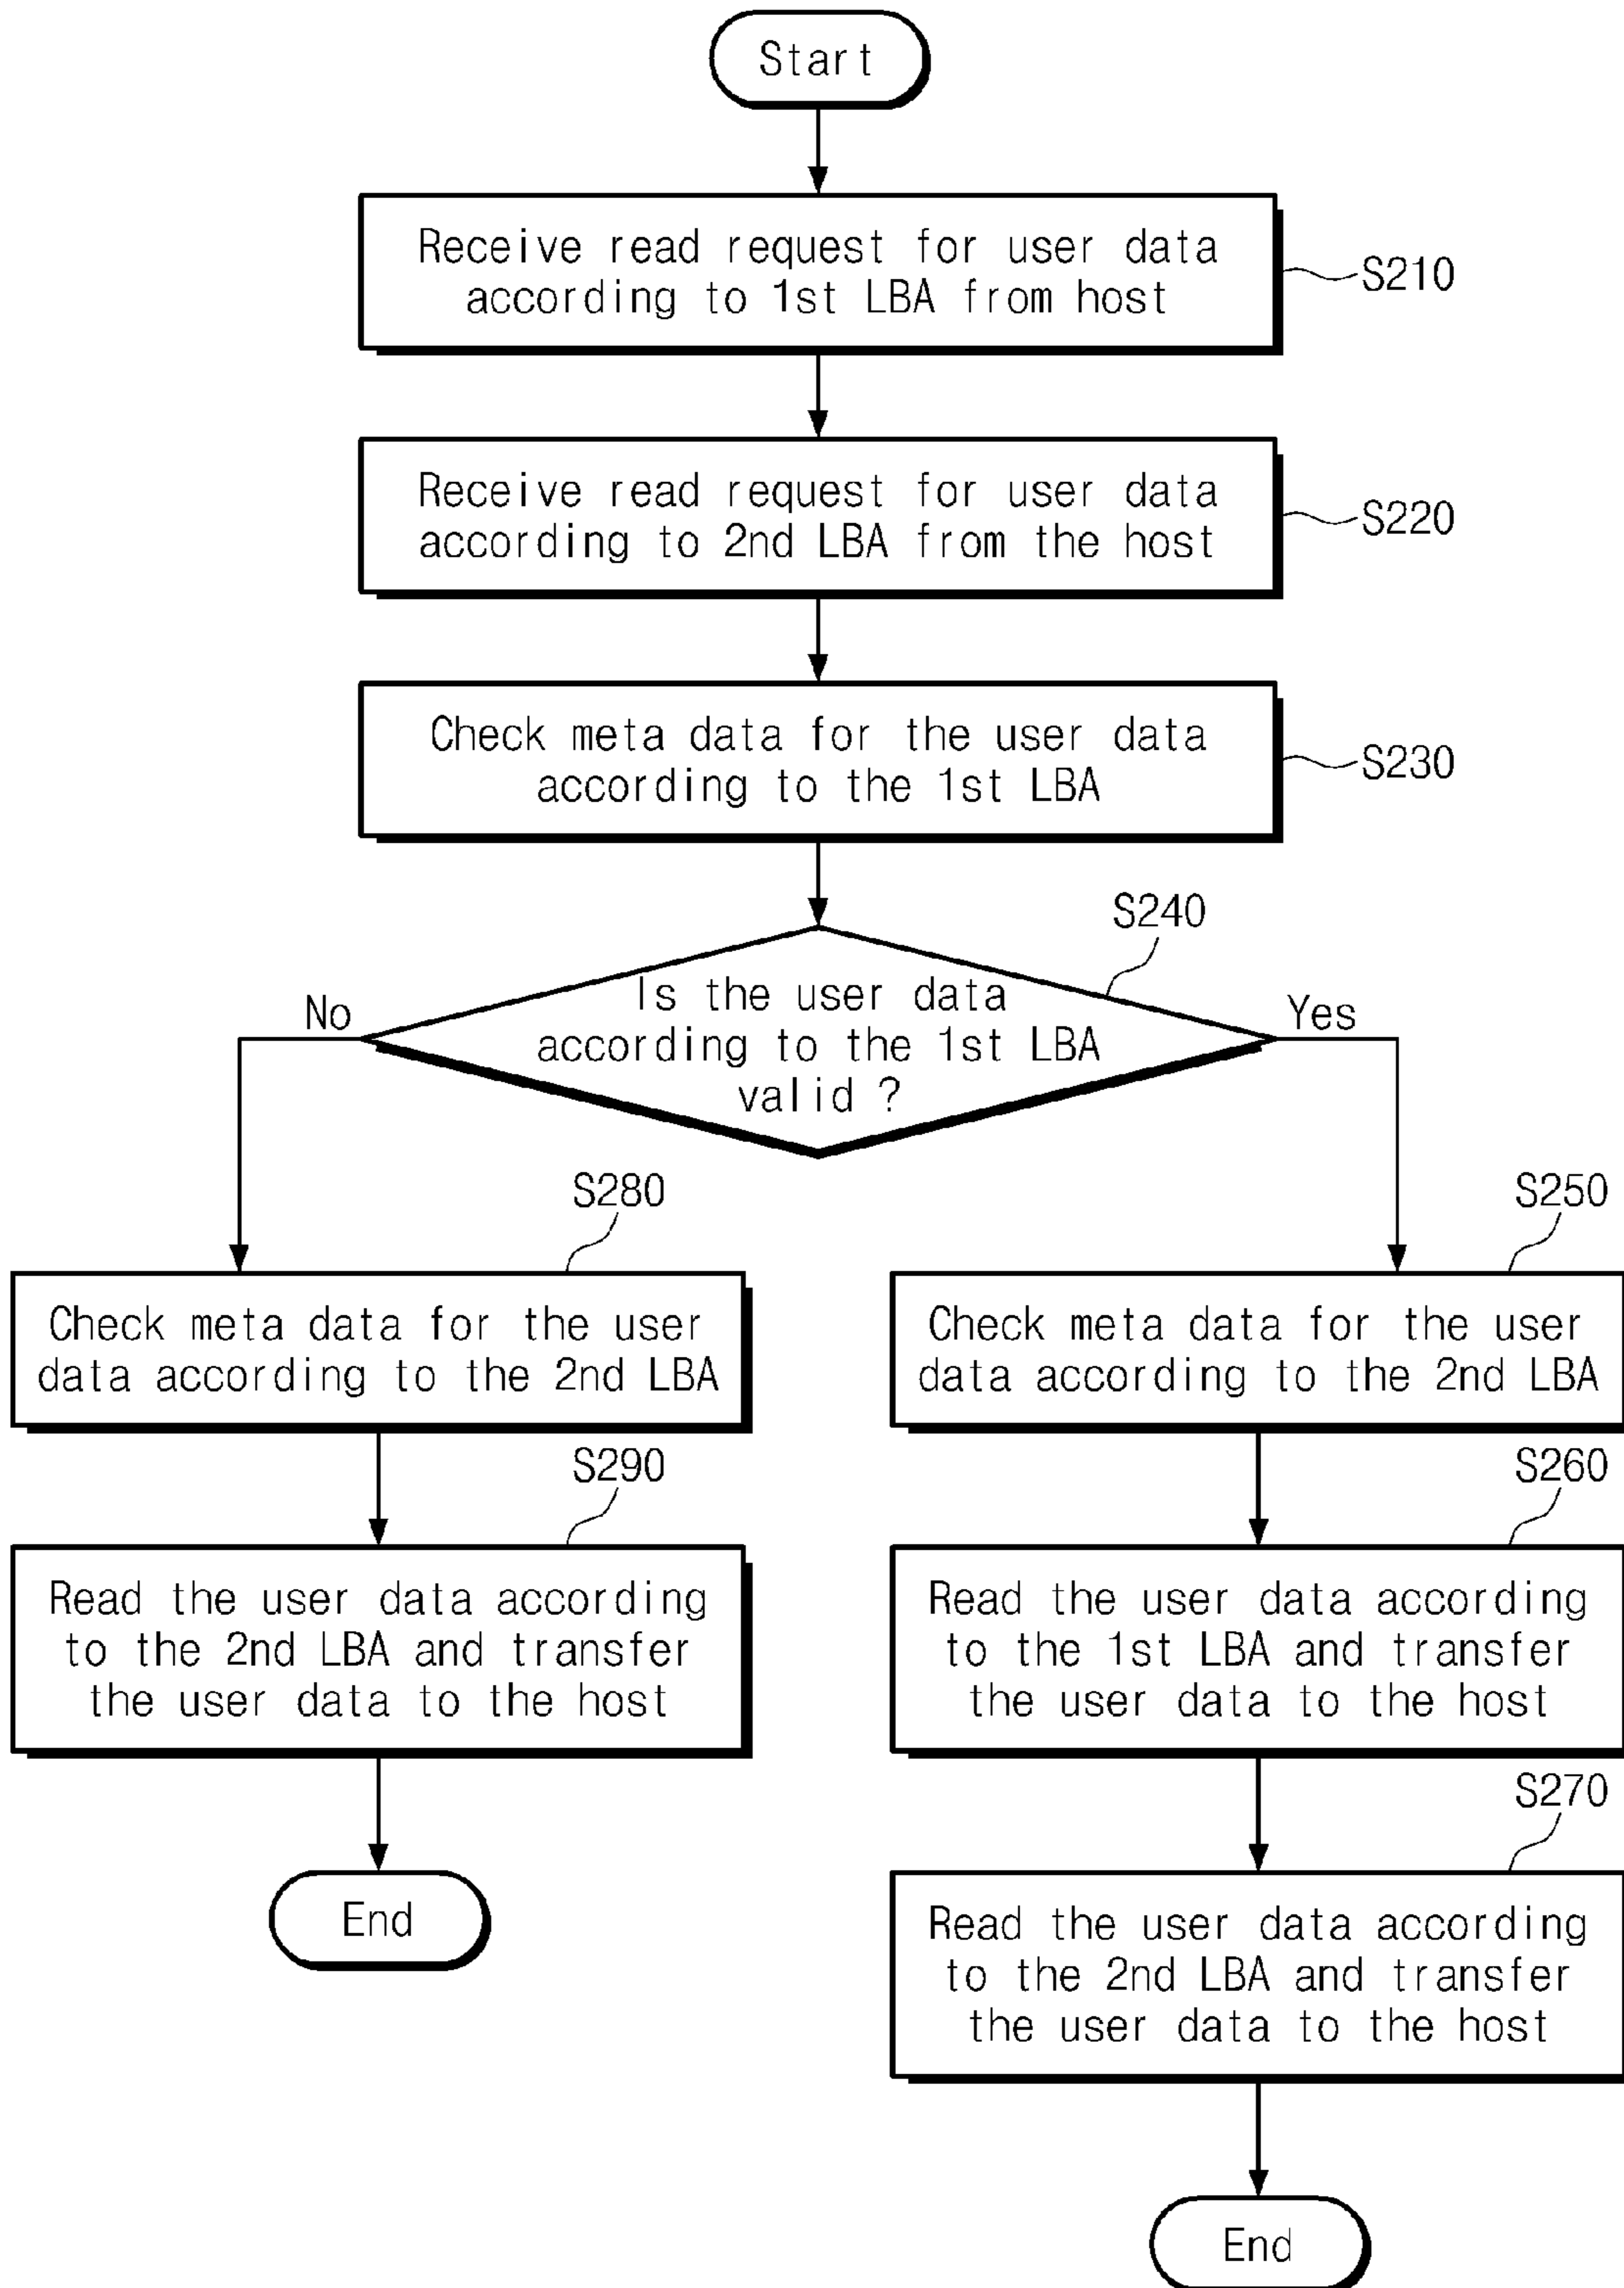 Start
Receive read request for user data
according to 1st LBA from host
S210
Receive read request for user data
according to 2nd LBA from the host
S220
Check meta data for the user data
according to the 1st LBA
S230
S240
Is the user data
according to the 1st LBA
valid ?
No
Yes
S280
Check meta data for the user
data according to the 2nd LBA
S290
Read the user data according
to the 2nd LBA and transfer
the user data to the host
End
S250
Check meta data for the user
data according to the 2nd LBA
S260
Read the user data according
to the 1st LBA and transfer
the user data to the host
S270
Read the user data according
to the 2nd LBA and transfer
the user data to the host
End